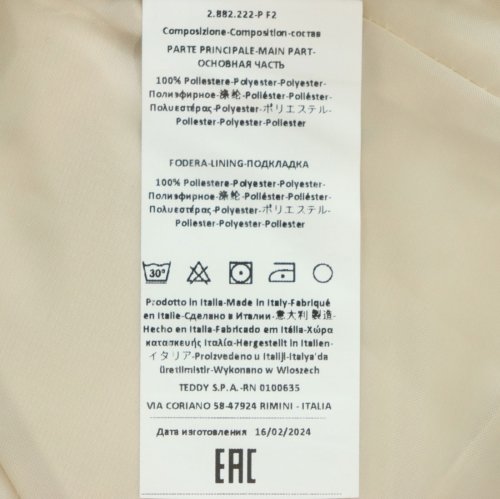 2.882.222-P F2
Composizione-Composition-состав
PARTE PRINCIPALE-MAIN PART-
ОСНОВНАЯ ЧАСТЬ
100% Poliestere-Polyester-Polyester-
Полиэфирное-涤纶-Poliéster-Poliéster-
Πολυεστέρας-Polyester-ポリエステル-
Poliester-Polyester-Poliester
FODERA-LINING-ПОДКЛАДКА
100% Poliestere-Polyester-Polyester-
Полиэфирное-涤纶-Poliéster-Poliéster-
Πολυεστέρας-Polyester-ポリエステル-
Poliester-Polyester-Poliester
30°
Prodotto in Italia-Made in Italy-Fabriqué
en Italie-Сделано в Италии-意大利製造-
Hecho en Italia-Fabricado em Itália-Χώρα
κατασκευής Ιταλία-Hergestellt in Italien-
イタリア-Proizvedeno u Italiji-Italya'da
üretilmistir-Wykonano w Wloszech
TEDDY S.P.A.-RN 0100635
VIA CORIANO 58-47924 RIMINI - ITALIA
Дата изготовления 16/02/2024
EAC